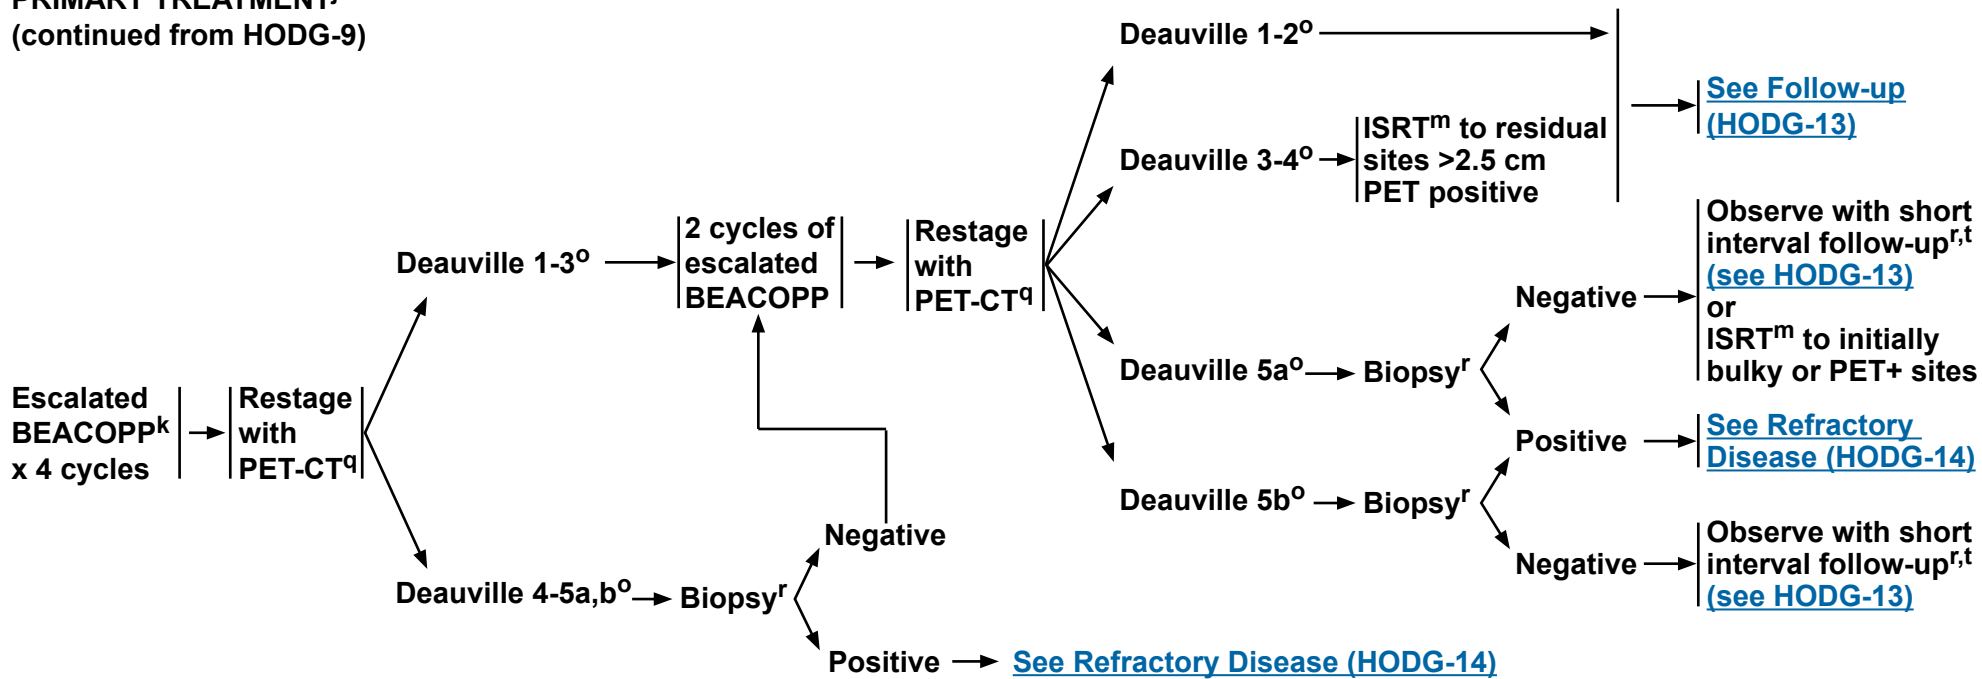 (continued from HODG-9)
Escalated
BEACOPPk
x 4 cycles
Restage
with
PET-CTq
Deauville 1-3o
Deauville 4-5a,bo
Biopsyr
Negative
Positive
See Refractory Disease (HODG-14)
2 cycles of
escalated
BEACOPP
Restage
with
PET-CTq
Deauville 1-2o
Deauville 3-4o
ISRTm to residual
sites >2.5 cm
PET positive
See Follow-up
(HODG-13)
Deauville 5ao
Biopsyr
Negative
Observe with short
interval follow-upr,t
(see HODG-13)
or
ISRTm to initially
bulky or PET+ sites
Positive
See Refractory
Disease (HODG-14)
Deauville 5bo
Biopsyr
Negative
Observe with short
interval follow-upr,t
(see HODG-13)